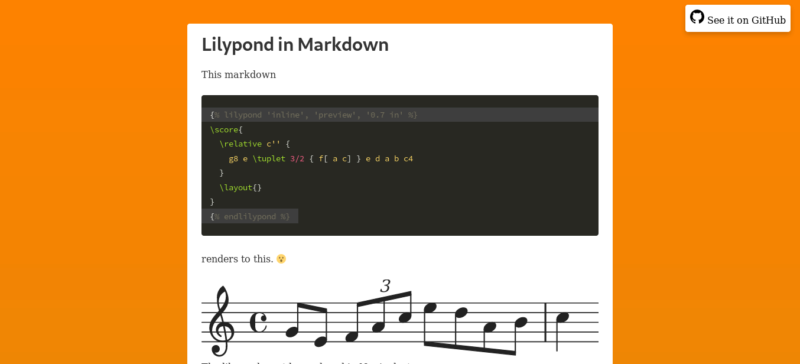 See it on GitHub
Lilypond in Markdown
This markdown
{% lilypond 'inline', 'preview', '0.7 in' %}
\score{
\relative c'' {
g8 e \tuplet 3/2 { f[ a c] } e d a b c4
}
\layout{}
}
{% endlilypond %}
renders to this. 😮
3